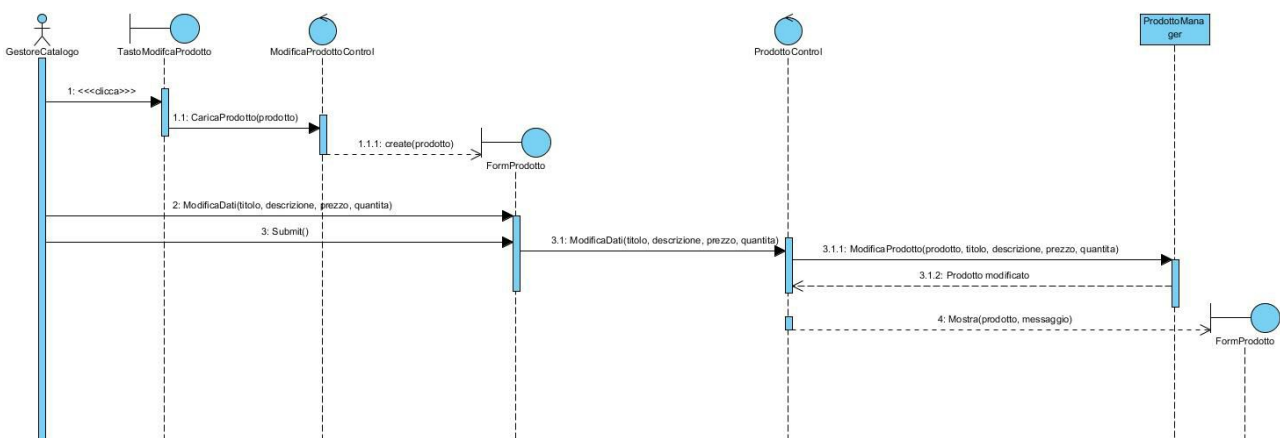 GestoreCatalogo
TastoModifcaProdotto
ModificaProdottoControl
ProdottoControl
ProdottoMana
ger
1: <<<clicca>>>
1.1: CaricaProdotto(prodotto)
1.1.1: create(prodotto)
FormProdotto
2: ModificaDati(titolo, descrizione, prezzo, quantita)
3: Submit()
3.1: ModificaDati(titolo, descrizione, prezzo, quantita)
3.1.1: ModificaProdotto(prodotto, titolo, descrizione, prezzo, quantita)
3.1.2: Prodotto modificato
4: Mostra(prodotto, messaggio)
FormProdotto